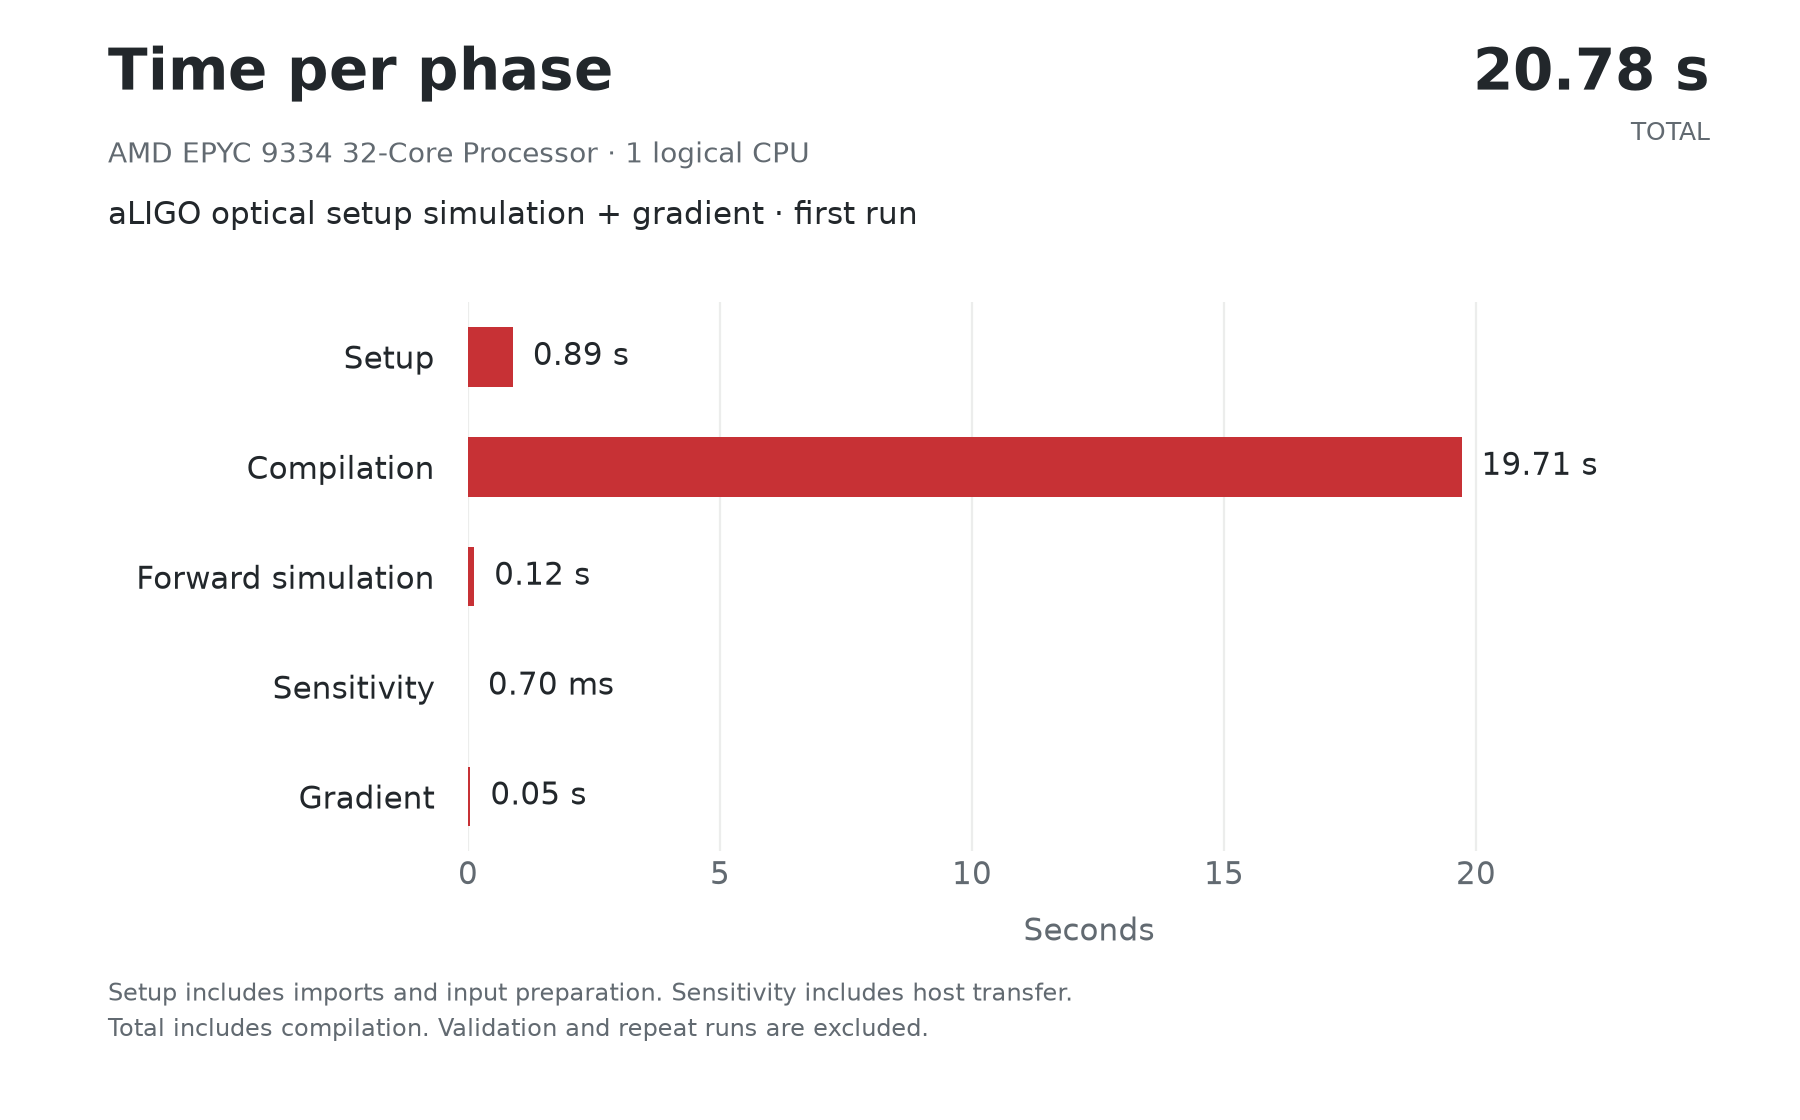 Time per phase
20.78 s
TOTAL
AMD EPYC 9334 32-Core Processor · 1 logical CPU
aLIGO optical setup simulation + gradient · first run
Setup
0.89 s
Compilation
19.71 s
Forward simulation
0.12 s
Sensitivity
0.70 ms
Gradient
0.05 s
0 5 10 15 20
Seconds
Setup includes imports and input preparation. Sensitivity includes host transfer.
Total includes compilation. Validation and repeat runs are excluded.